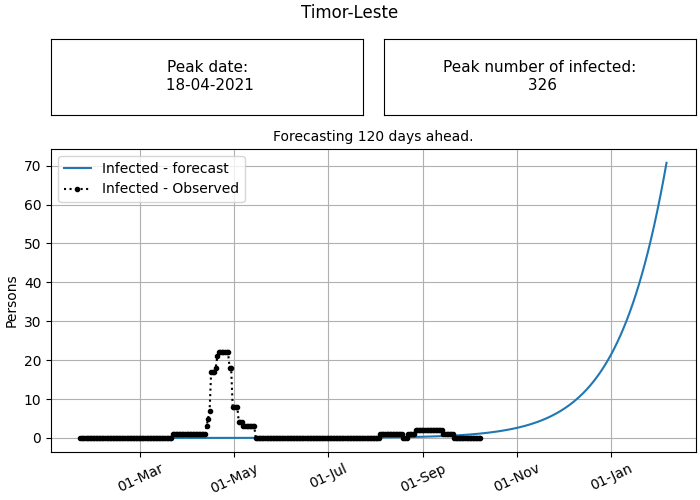 Timor-Leste
Peak date:
18-04-2021
Peak number of infected:
326
Forecasting 120 days ahead.
Infected - forecast
Infected - Observed
Persons
70
60
50
40
30
20
10
0
01-Mar
01-May
01-Jul
01-Sep
01-Nov
01-Jan